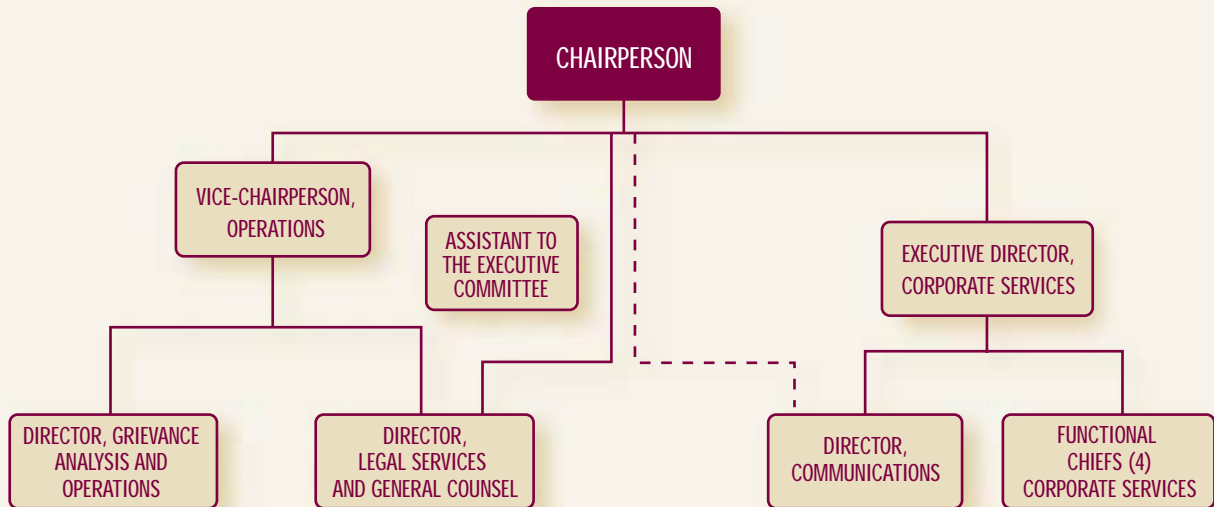 CHAIRPERSON
VICE-CHAIRPERSON,
OPERATIONS
ASSISTANT TO
THE EXECUTIVE
COMMITTEE
EXECUTIVE DIRECTOR,
CORPORATE SERVICES
DIRECTOR, GRIEVANCE
ANALYSIS AND
OPERATIONS
DIRECTOR,
LEGAL SERVICES
AND GENERAL COUNSEL
DIRECTOR,
COMMUNICATIONS
FUNCTIONAL
CHIEFS (4)
CORPORATE SERVICES